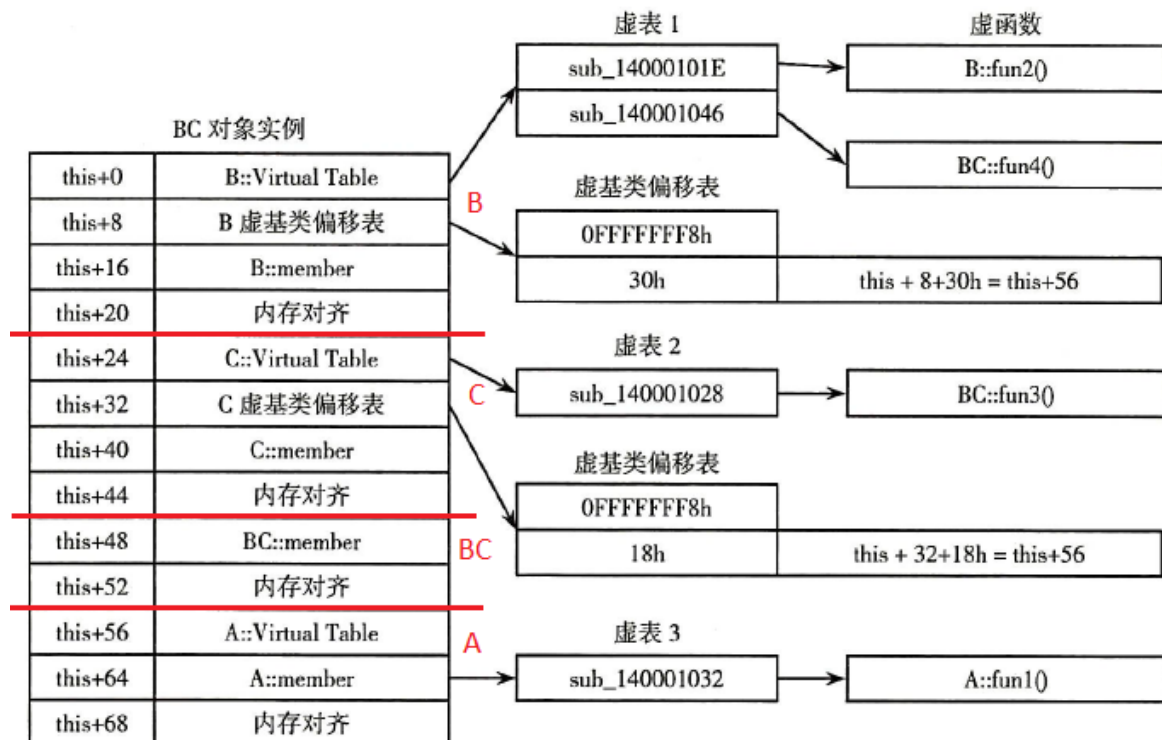 虚表 1
虚函数
sub_14000101E
B::fun2()
sub_140001046
BC::fun4()
BC 对象实例
this+0 B::Virtual Table
this+8 B 虚基类偏移表
this+16 B::member
this+20 内存对齐
this+24 C::Virtual Table
this+32 C 虚基类偏移表
this+40 C::member
this+44 内存对齐
this+48 BC::member
this+52 内存对齐
this+56 A::Virtual Table
this+64 A::member
this+68 内存对齐
B
C
BC
A
虚基类偏移表
0FFFFFFF8h
30h this + 8+30h = this+56
虚表 2
sub_140001028
BC::fun3()
虚基类偏移表
0FFFFFFF8h
18h this + 32+18h = this+56
虚表 3
sub_140001032
A::fun1()